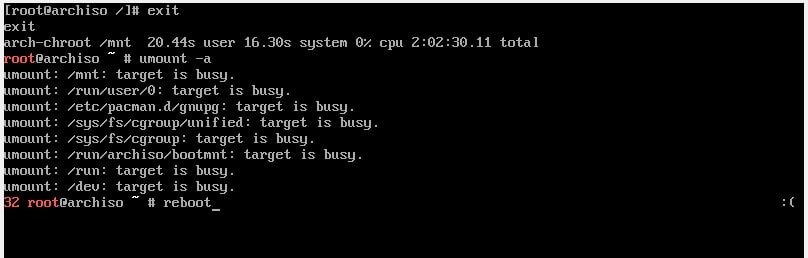 [root@archiso /]# exit
exit
arch-chroot /mnt  20.44s user 16.30s system 0% cpu 2:02:30.11 total
root@archiso ~ # umount -a
umount: /mnt: target is busy.
umount: /run/user/0: target is busy.
umount: /etc/pacman.d/gnupg: target is busy.
umount: /sys/fs/cgroup/unified: target is busy.
umount: /sys/fs/cgroup: target is busy.
umount: /run/archiso/bootmnt: target is busy.
umount: /run: target is busy.
umount: /dev: target is busy.
32 root@archiso ~ # reboot_ :(